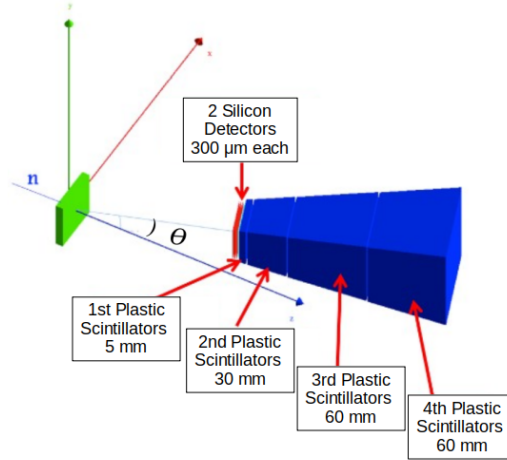 y
x
2 Silicon
Detectors
300 µm each
n
Θ
z
1st Plastic
Scintillators
5 mm
2nd Plastic
Scintillators
30 mm
3rd Plastic
Scintillators
60 mm
4th Plastic
Scintillators
60 mm